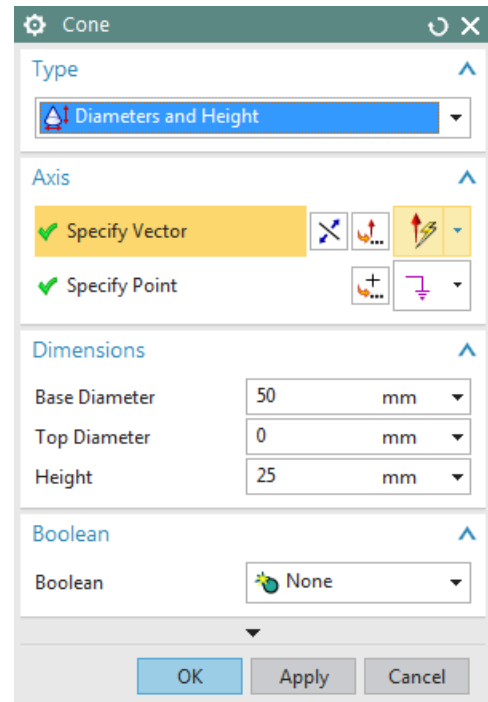 Cone
Type
Diameters and Height
Axis
Specify Vector
Specify Point
Dimensions
Base Diameter 50 mm
Top Diameter 0 mm
Height 25 mm
Boolean
Boolean None
OK Apply Cancel